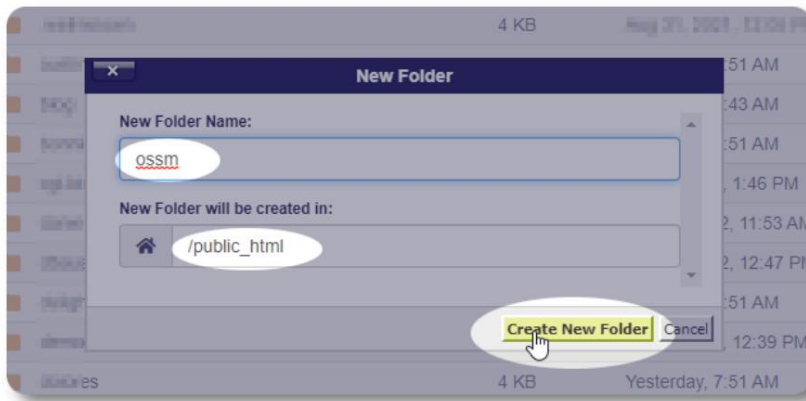 4 KB
:51 AM
× New Folder
:43 AM
New Folder Name:
ossm
:51 AM
, 1:46 PM
New Folder will be created in:
2, 11:53 AM
/public_html
2, 12:47 PM
:51 AM
Create New Folder Cancel
, 12:39 PM
4 KB Yesterday, 7:51 AM